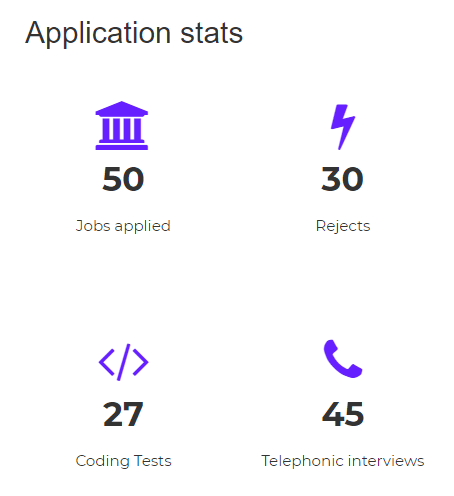 Application stats
50
30
Jobs applied
Rejects
27
45
Coding Tests
Telephonic interviews